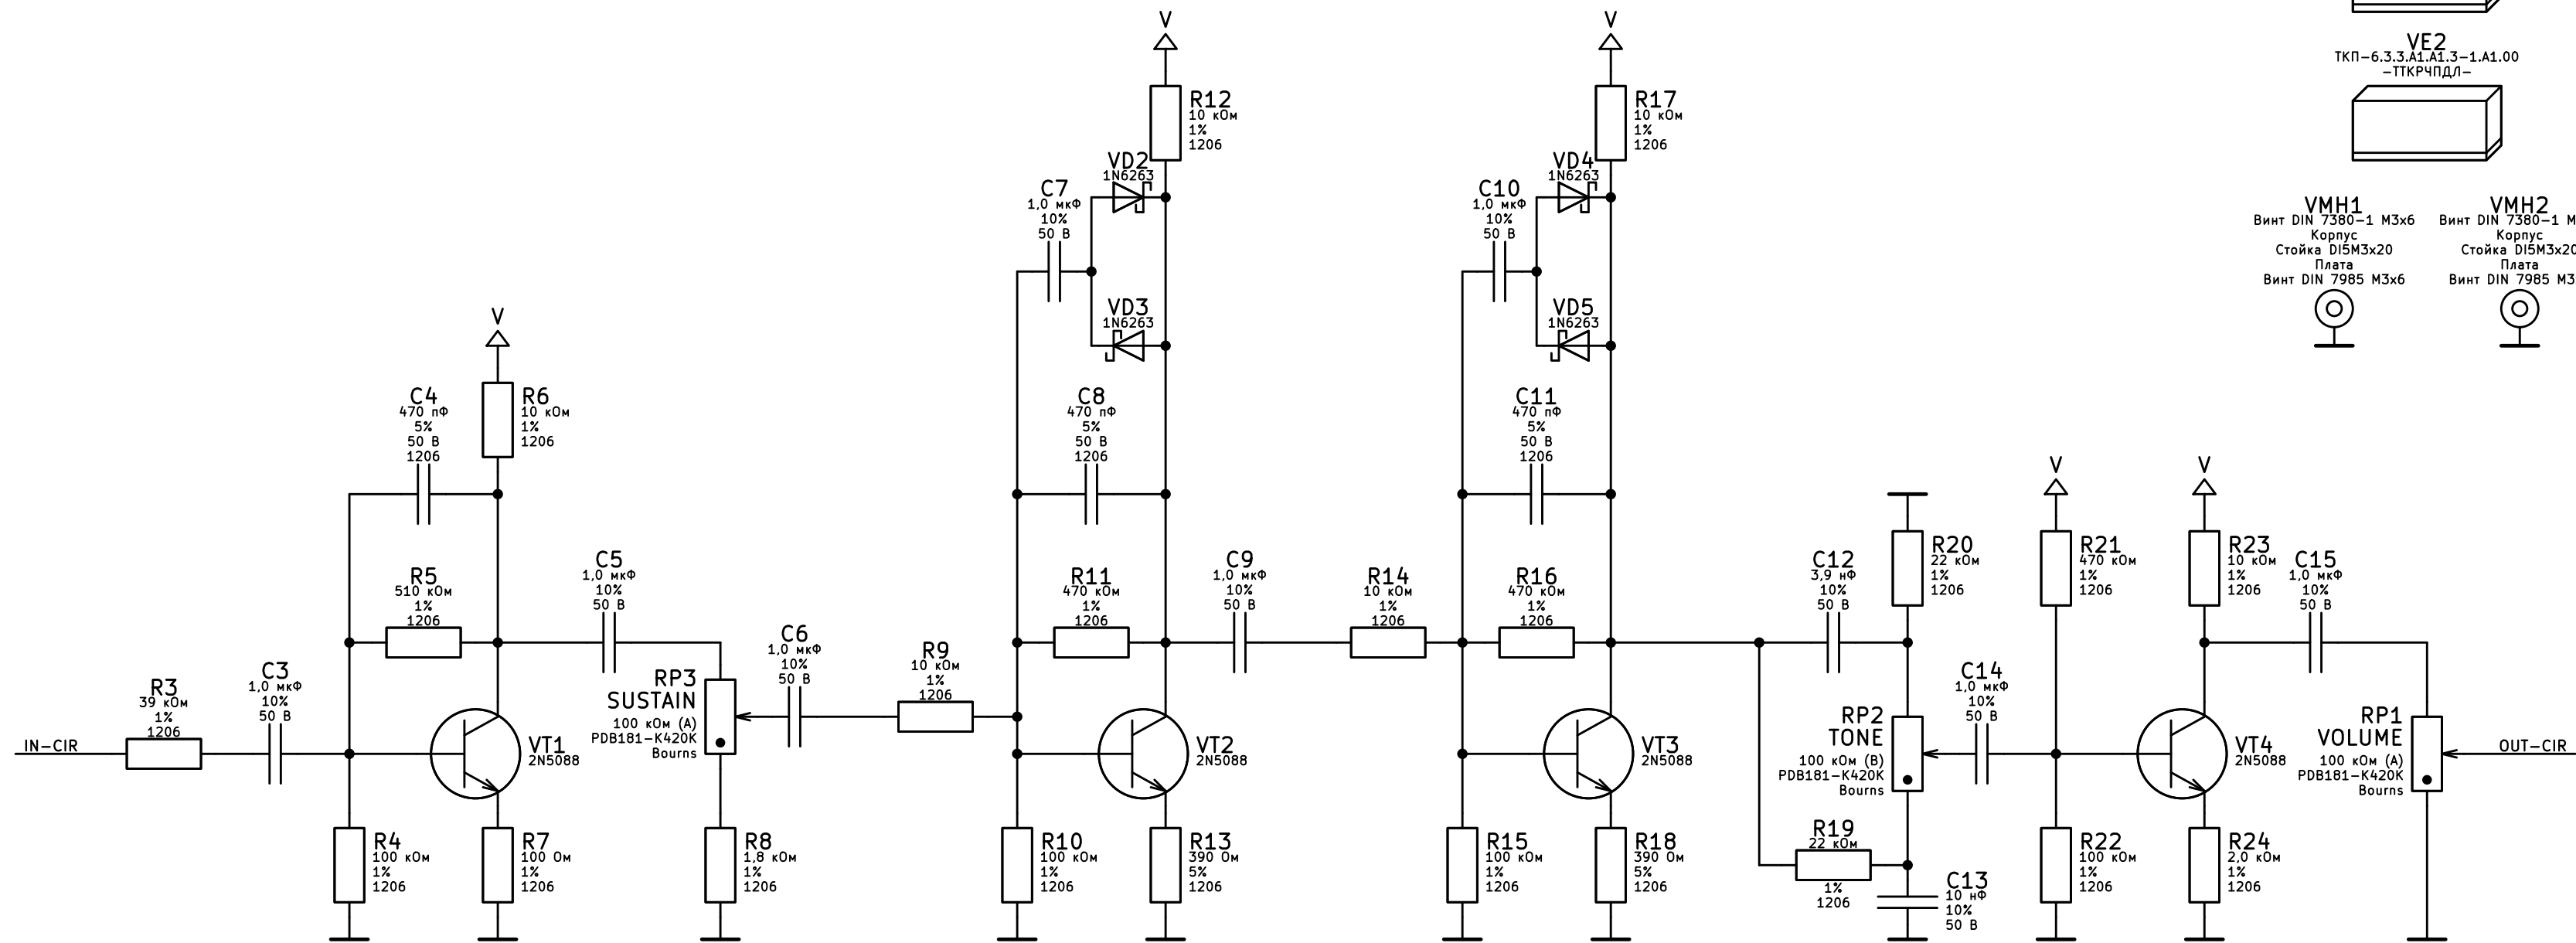 V
V
VE2
ТКП-6.3.3.А1.А1.3-1.А1.00
-ТТКРЧПДЛ-
R12
10 кОм
1%
1206
R17
10 кОм
1%
1206
VD2
1N6263
VD4
1N6263
C7
1,0 мкФ
10%
50 В
C10
1,0 мкФ
10%
50 В
VMH1
Винт DIN 7380-1 М3х6
Корпус
Стойка DI5M3x20
Плата
Винт DIN 7985 М3х6
VMH2
Винт DIN 7380-1 М
Корпус
Стойка DI5M3x20
Плата
Винт DIN 7985 М3
VD3
1N6263
VD5
1N6263
V
C4
470 пФ
5%
50 В
1206
R6
10 кОм
1%
1206
C8
470 пФ
5%
50 В
1206
C11
470 пФ
5%
50 В
1206
V
V
R5
510 кОм
1%
1206
C5
1,0 мкФ
10%
50 В
R11
470 кОм
1%
1206
C9
1,0 мкФ
10%
50 В
R14
10 кОм
1%
1206
R16
470 кОм
1%
1206
C12
3,9 нФ
10%
50 В
R20
22 кОм
1%
1206
R21
470 кОм
1%
1206
R23
10 кОм
1%
1206
C15
1,0 мкФ
10%
50 В
R3
39 кОм
1%
1206
C3
1,0 мкФ
10%
50 В
RP3
SUSTAIN
100 кОм (A)
PDB181-K420K
Bourns
C6
1,0 мкФ
10%
50 В
R9
10 кОм
1%
1206
C14
1,0 мкФ
10%
50 В
IN-CIR
VT1
2N5088
VT2
2N5088
VT3
2N5088
RP2
TONE
100 кОм (B)
PDB181-K420K
Bourns
VT4
2N5088
RP1
VOLUME
100 кОм (A)
PDB181-K420K
Bourns
OUT-CIR
R4
100 кОм
1%
1206
R7
100 Ом
1%
1206
R8
1,8 кОм
1%
1206
R10
100 кОм
1%
1206
R13
390 Ом
5%
1206
R15
100 кОм
1%
1206
R18
390 Ом
5%
1206
R19
22 кОм
1%
1206
C13
10 нФ
10%
50 В
R22
100 кОм
1%
1206
R24
2,0 кОм
1%
1206